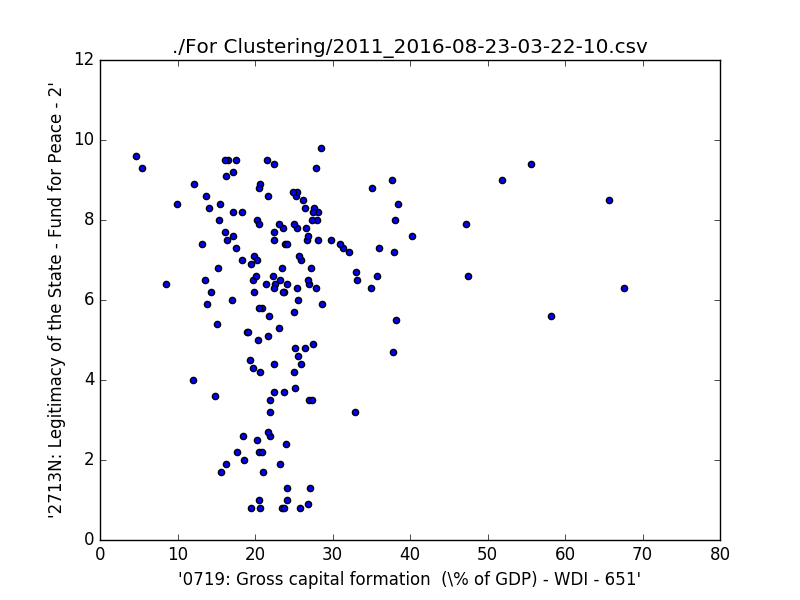 ./For Clustering/2011_2016-08-23-03-22-10.csv
12
10
8
6
4
2
0
'2713N: Legitimacy of the State - Fund for Peace - 2'
0 10 20 30 40 50 60 70 80
'0719: Gross capital formation  (\% of GDP) - WDI - 651'